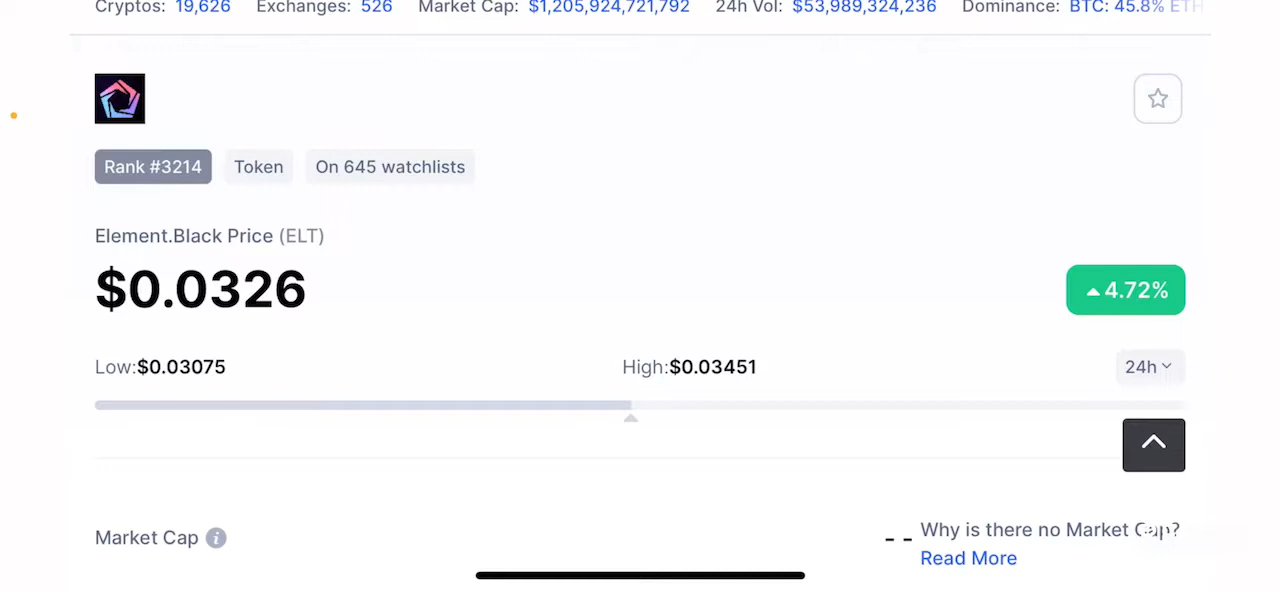 Cryptos: 19,626 Exchanges: 526 Market Cap: $1,205,924,721,792 24h Vol: $53,989,324,236 Dominance: BTC: 45.8% ETH
Rank #3214 Token On 645 watchlists
Element.Black Price (ELT)
$0.0326 4.72%
Low:$0.03075 High:$0.03451 24h
Market Cap - - Why is there no Market Cap?
Read More